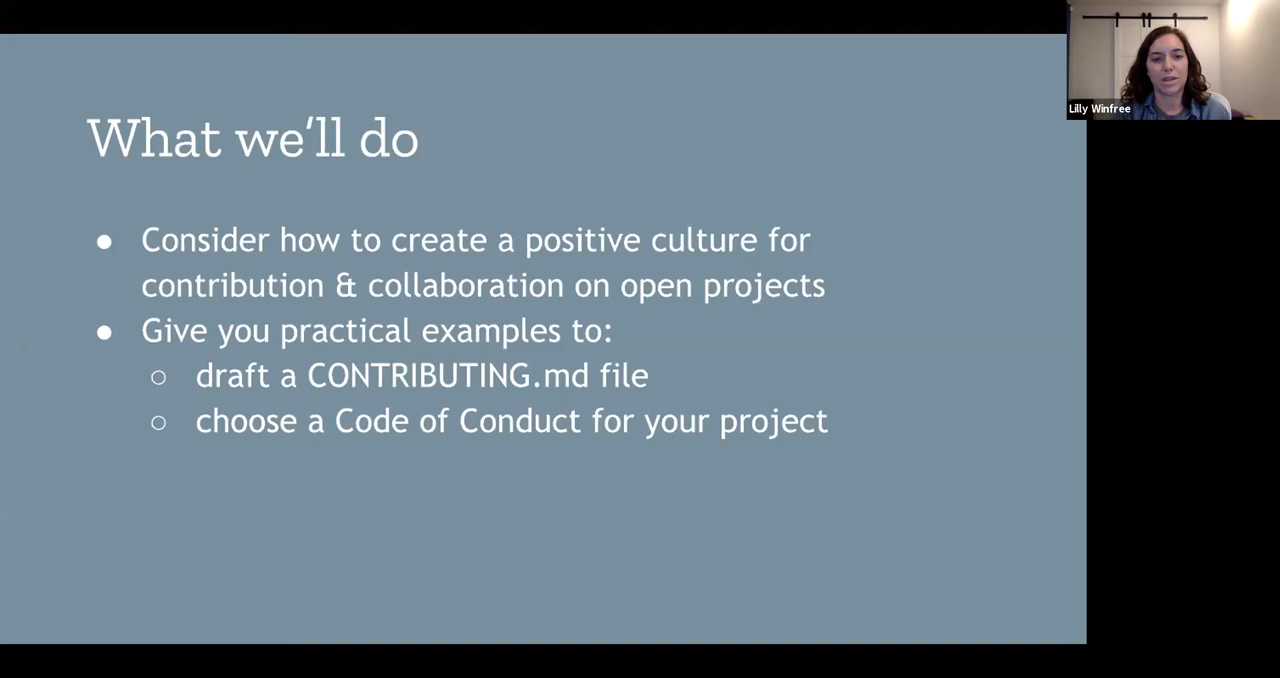 What we'll do
● Consider how to create a positive culture for
contribution & collaboration on open projects
● Give you practical examples to:
○ draft a CONTRIBUTING.md file
○ choose a Code of Conduct for your project
Lilly Winfree